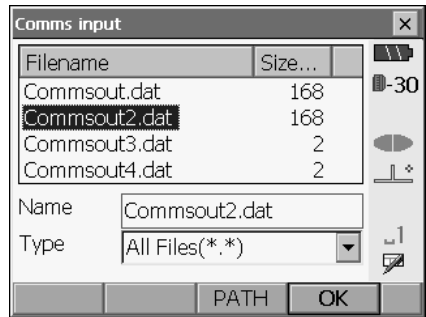 Comms input
Filename Size...
Commsout.dat 168
Commsout2.dat 168
Commsout3.dat 2
Commsout4.dat 2
Name Commsout2.dat
Type All Files(*.*)
PATH OK
-30
1